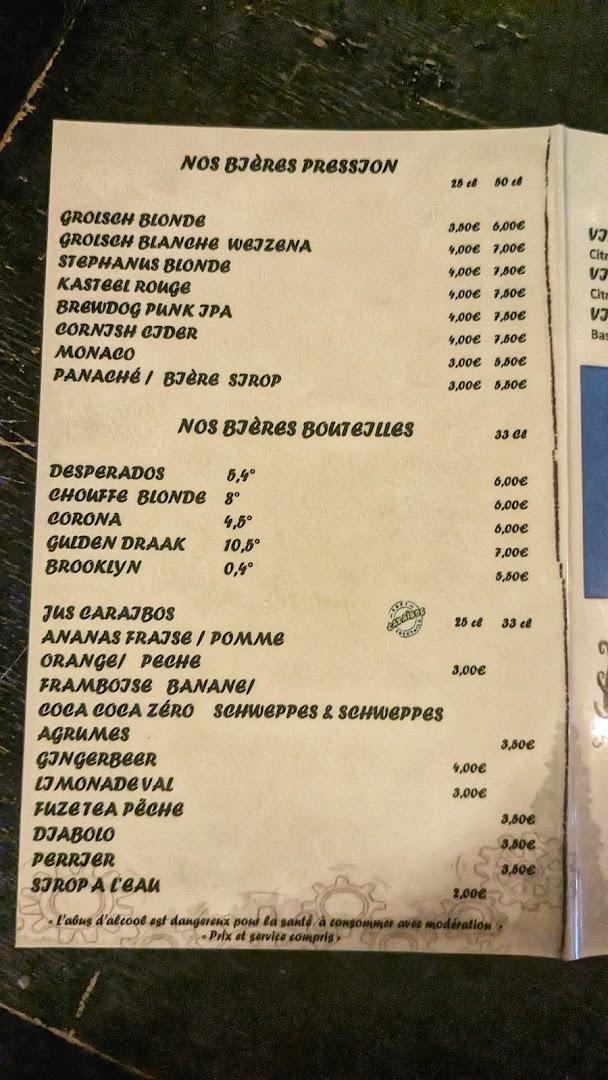 NOS BIÈRES PRESSION
25 cl 50 cl
GROLSCH BLONDE 3,50€ 6,00€
GROLSCH BLANCHE WEIZENA 4,00€ 7,00€
STEPHANUS BLONDE 4,00€ 7,50€
KASTEEL ROUGE 4,00€ 7,50€
BREWDOG PUNK IPA 4,00€ 7,50€
CORNISH CIDER 4,00€ 7,50€
MONACO 3,00€ 5,50€
PANACHÉ / BIÈRE SIROP 3,00€ 5,50€
NOS BIÈRES BOUTEILLES 33 Cl
DESPERADOS 5,4° 6,00€
CHOUFFE BLONDE 8° 6,00€
CORONA 4,5° 6,00€
GULDEN DRAAK 10,5° 7,00€
BROOKLYN 0,4° 5,50€
JUS CARAIBOS CARAÏBOS 25 cl 33 cl
ANANAS FRAISE / POMME
ORANGE/ PECHE 3,00€
FRAMBOISE BANANE/
COCA COCA ZÉRO SCHWEPPES & SCHWEPPES
AGRUMES 3,50€
GINGERBEER 4,00€
LIMONADE VAL 3,00€
FUZETEA PÊCHE 3,50€
DIABOLO 3,50€
PERRIER 3,50€
SIROP A L'EAU 2,00€
« L'abus d'alcool est dangereux pour la santé à consommer avec modération »
« Prix et service compris »
VI
Citr
VI
Citr
VI
Bas